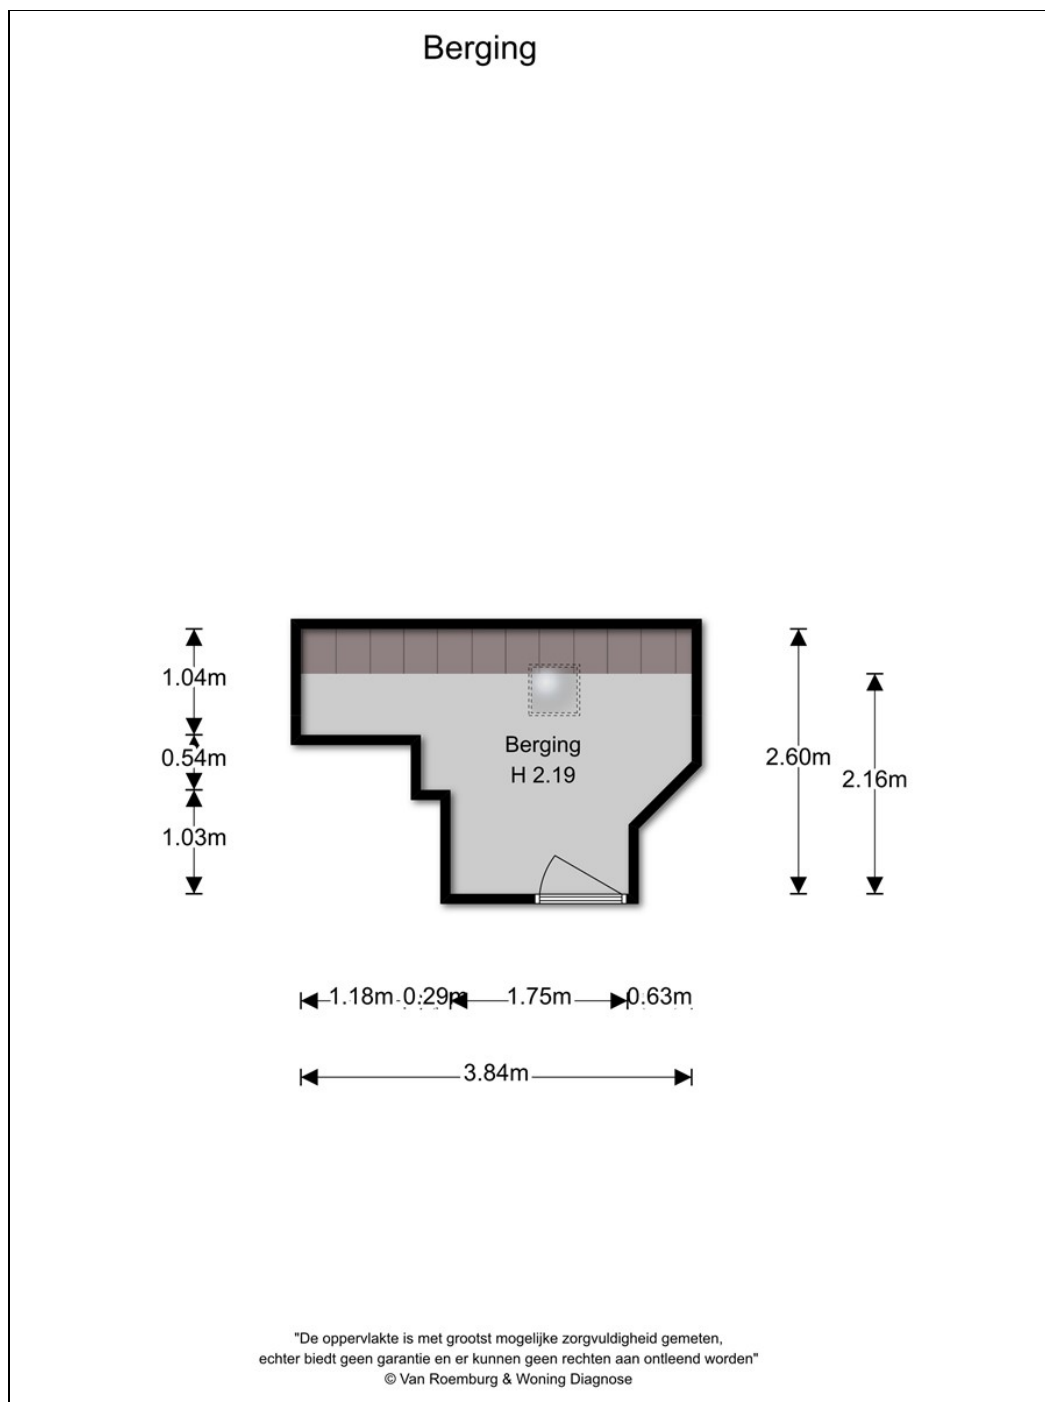 Berging
1.04m
0.54m
1.03m
Berging
H 2.19
2.60m
2.16m
1.18m 0.29m 1.75m 0.63m
3.84m
"De oppervlakte is met grootst mogelijke zorgvuldigheid gemeten,
echter biedt geen garantie en er kunnen geen rechten aan ontleend worden"
© Van Roemburg & Woning Diagnose